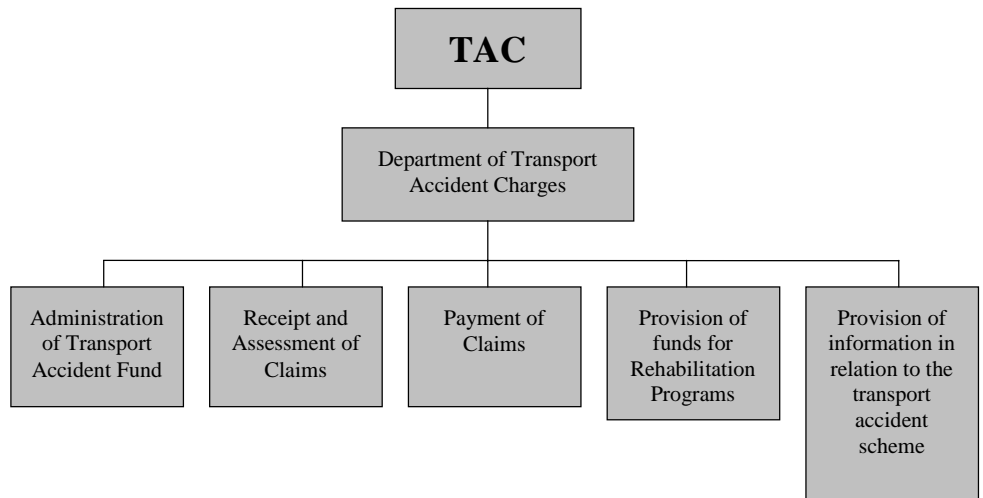 TAC
Department of Transport
Accident Charges
Administration
of Transport
Accident Fund
Receipt and
Assessment of
Claims
Payment of
Claims
Provision of
funds for
Rehabilitation
Programs
Provision of
information in
relation to the
transport
accident
scheme